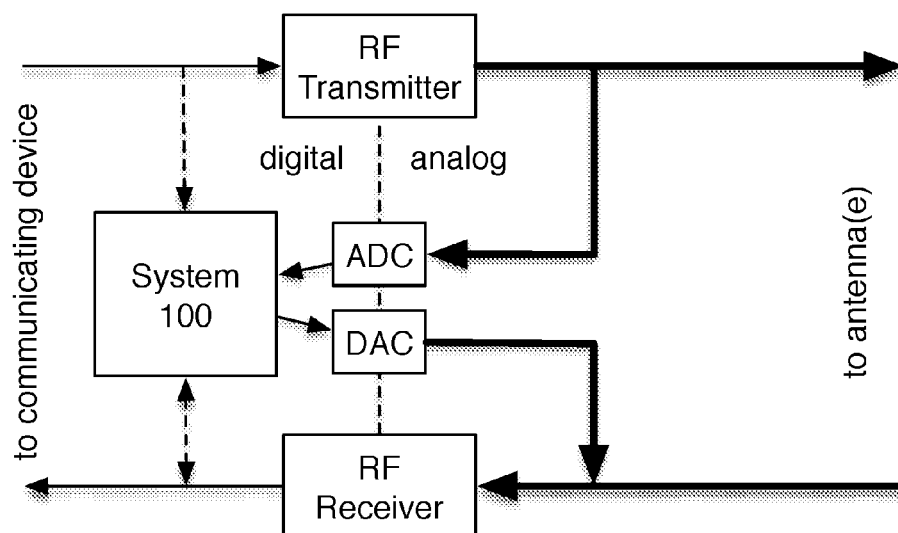 RF
Transmitter
digital
analog
to communicating device
ADC
System
100
DAC
to antenna(e)
RF
Receiver